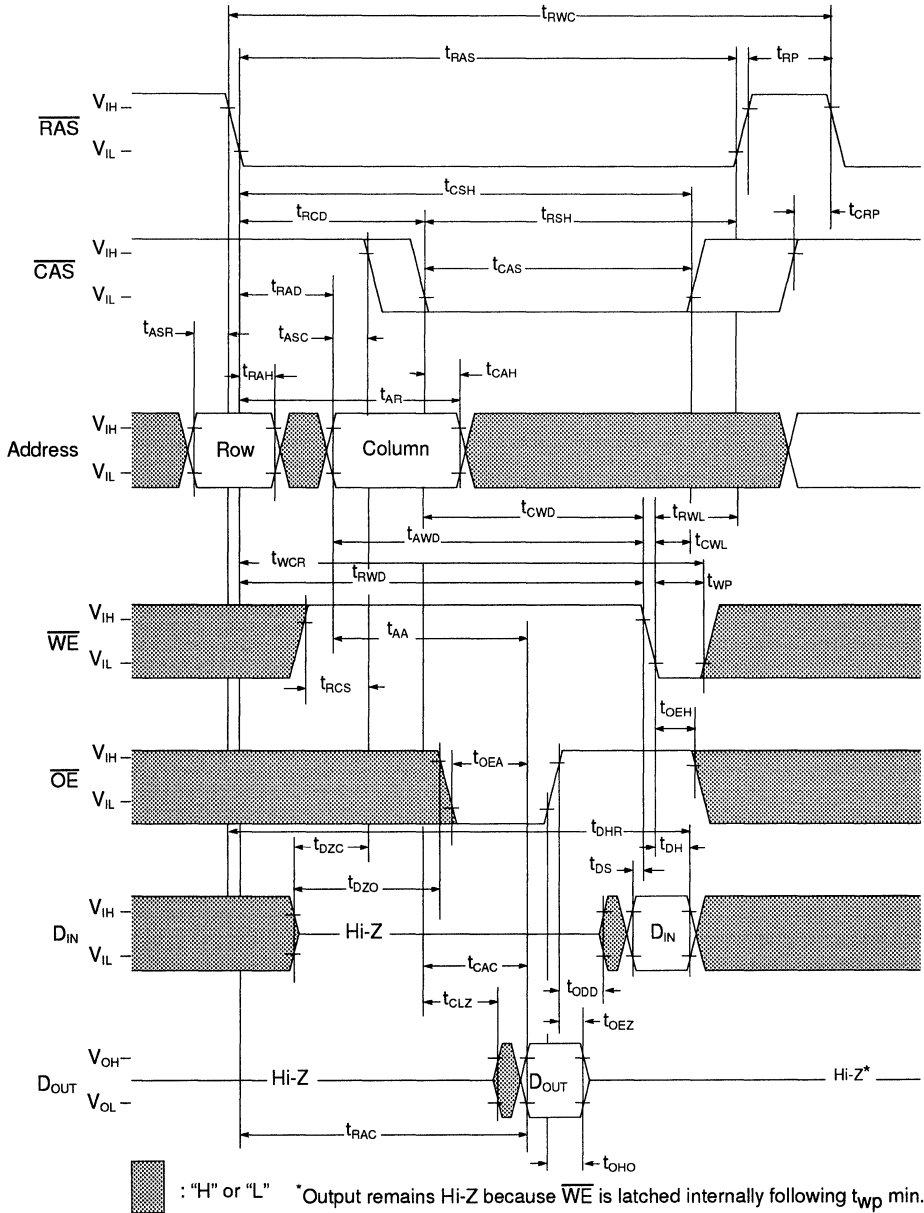 tRWC
tRAS
tRP
VIH
RAS
VIL
tCSH
tRCD
tRSH
tCRP
VIH
CAS
tCAS
VIL
tRAD
tASR
tASC
tRAH
tCAH
tAR
VIH
Address
Row
Column
VIL
tCWD
tRWL
tAWD
tCWL
tWCR
tRWD
tWP
VIH
WE
tAA
VIL
tRCS
tOEH
VIH
OE
tOEA
VIL
tDHR
tDZC
tDH
tDS
tDZO
VIH
DIN
Hi-Z
DIN
VIL
tCAC
tODD
tCLZ
tOEZ
VOH
DOUT
Hi-Z
DOUT
Hi-Z*
VOL
tRAC
tOHO
: "H" or "L" *Output remains Hi-Z because WE is latched internally following twp min.